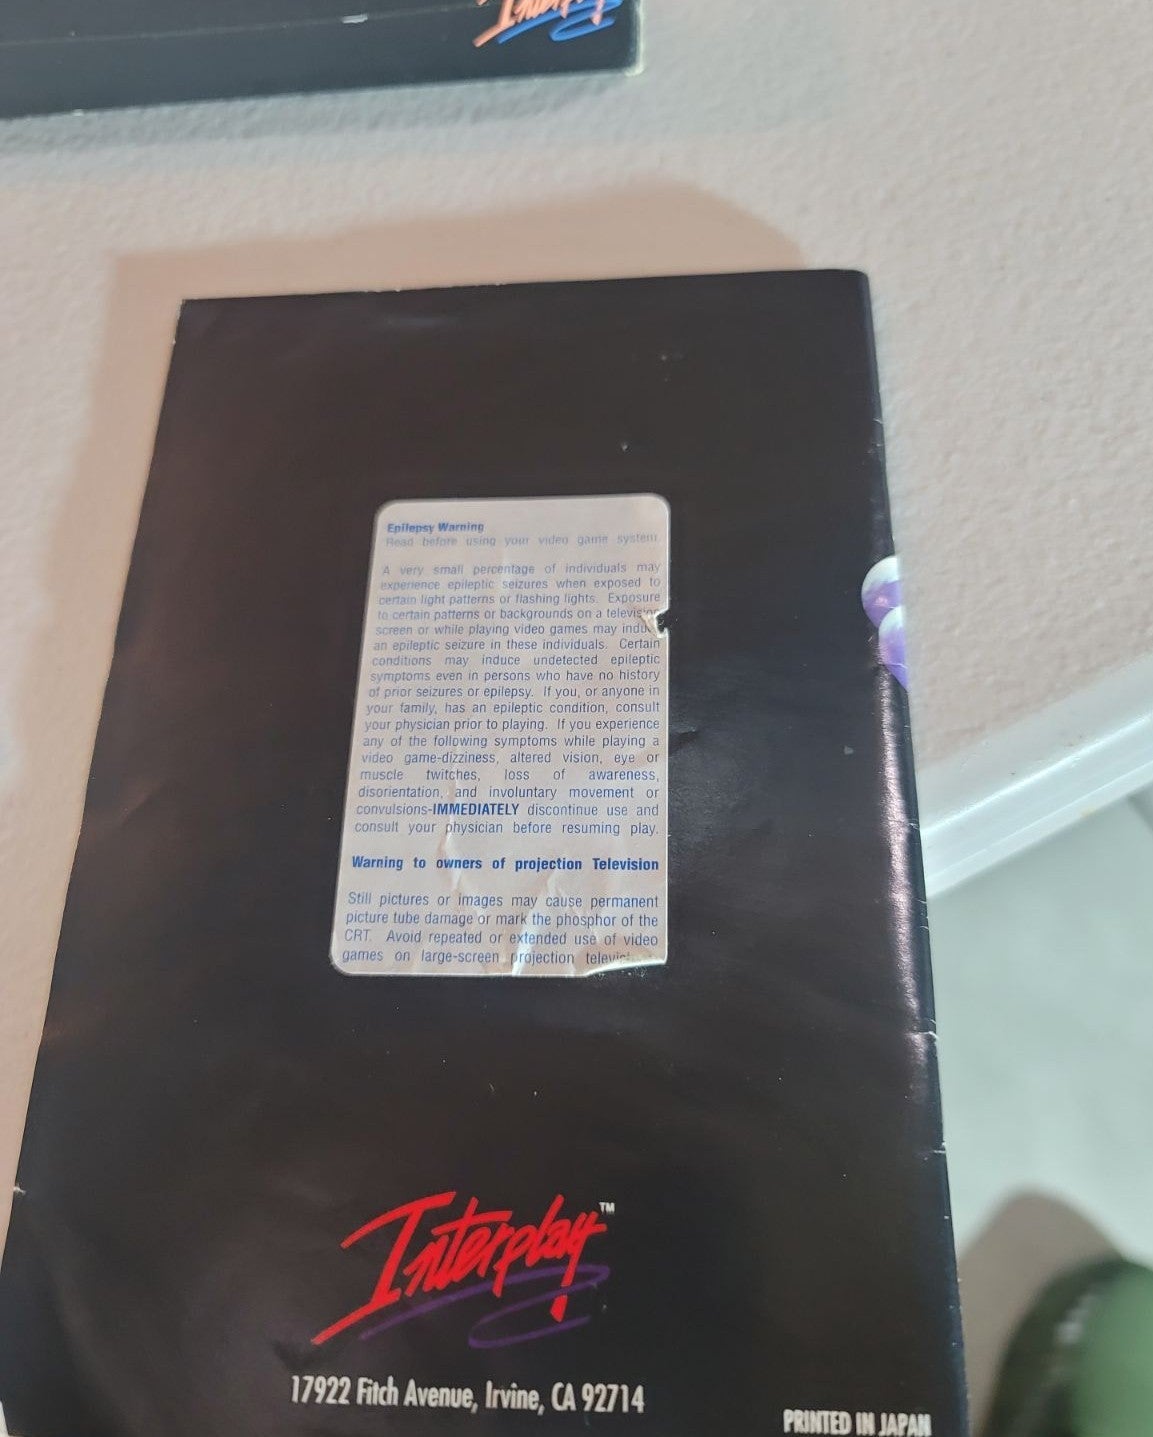 Interplay
Epilepsy Warning
Read before using your video game system.
A very small percentage of individuals may
experience epileptic seizures when exposed to
certain light patterns or flashing lights. Exposure
to certain patterns or backgrounds on a television
screen or while playing video games may
an epileptic seizure in these individuals. Certain
conditions may induce undetected epileptic
symptoms even in persons who have no history
of prior seizures or epilepsy. If you, or anyone in
your family, has an epileptic condition, consult
your physician prior to playing. If you experience
any of the following symptoms while playing a
video game-dizziness, altered vision, eye or
muscle twitches, loss of awareness,
disorientation, and involuntary movement or
convulsions-IMMEDIATELY discontinue use and
consult your physician before resuming play.
Warning to owners of projection Television
Still pictures or images may cause permanent
picture tube damage or mark the phosphor of the
CRT. Avoid repeated or extended use of video
games on large-screen projection
Interplay™
17922 Fitch Avenue, Irvine, CA 92714
PRINTED IN JAPAN